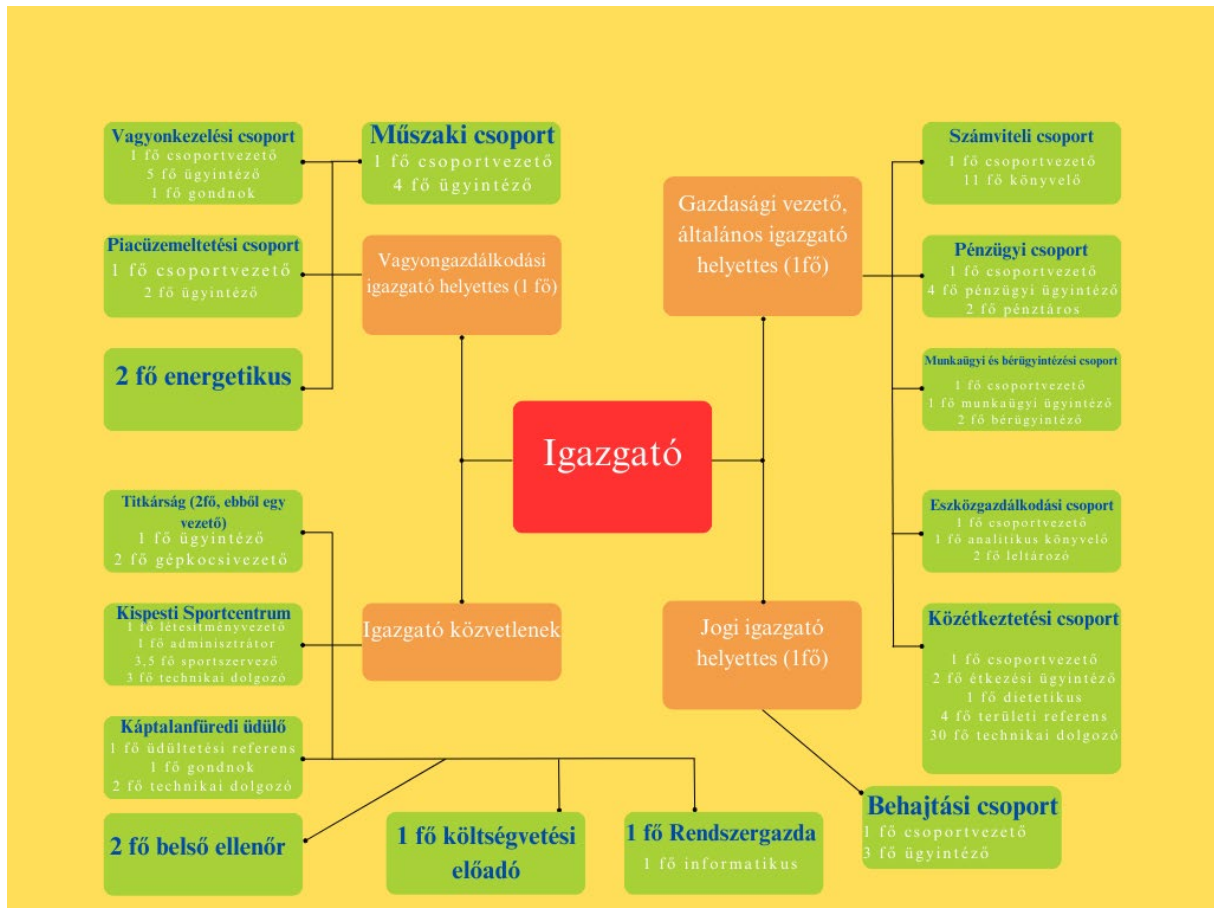 Vagyonkezelési csoport
1 fő csoportvezető
5 fő ügyintéző
1 fő gondnok
Műszaki csoport
1 fő csoportvezető
4 fő ügyintéző
Piacüzemeltetési csoport
1 fő csoportvezető
2 fő ügyintéző
Vagyongazdálkodási
igazgató helyettes (1 fő)
2 fő energetikus
Gazdasági vezető,
általános igazgató
helyettes (1fő)
Számviteli csoport
1 fő csoportvezető
11 fő könyvelő
Pénzügyi csoport
1 fő csoportvezető
4 fő pénzügyi ügyintéző
2 fő pénztáros
Munkaügyi és bérügyintézési csoport
1 fő csoportvezető
1 fő munkaügyi ügyintéző
2 fő bérügyintéző
Igazgató
Titkárság (2fő, ebből egy
vezető)
1 fő ügyintéző
2 fő gépkocsivezető
Kispesti Sportcentrum
1 fő létesítményvezető
1 fő adminisztrátor
3,5 fő sportszervező
3 fő technikai dolgozó
Igazgató közvetlenek
Káptalanfüredi üdülő
1 fő üdültetési referens
1 fő gondnok
2 fő technikai dolgozó
2 fő belső ellenőr
1 fő költségvetési
előadó
1 fő Rendszergazda
1 fő informatikus
Jogi igazgató
helyettes (1fő)
Eszközgazdálkodási csoport
1 fő csoportvezető
1 fő analitikus könyvelő
2 fő leltározó
Közétkeztetési csoport
1 fő csoportvezető
2 fő étkezési ügyintéző
1 fő dietetikus
4 fő területi referens
30 fő technikai dolgozó
Behajtási csoport
1 fő csoportvezető
3 fő ügyintéző